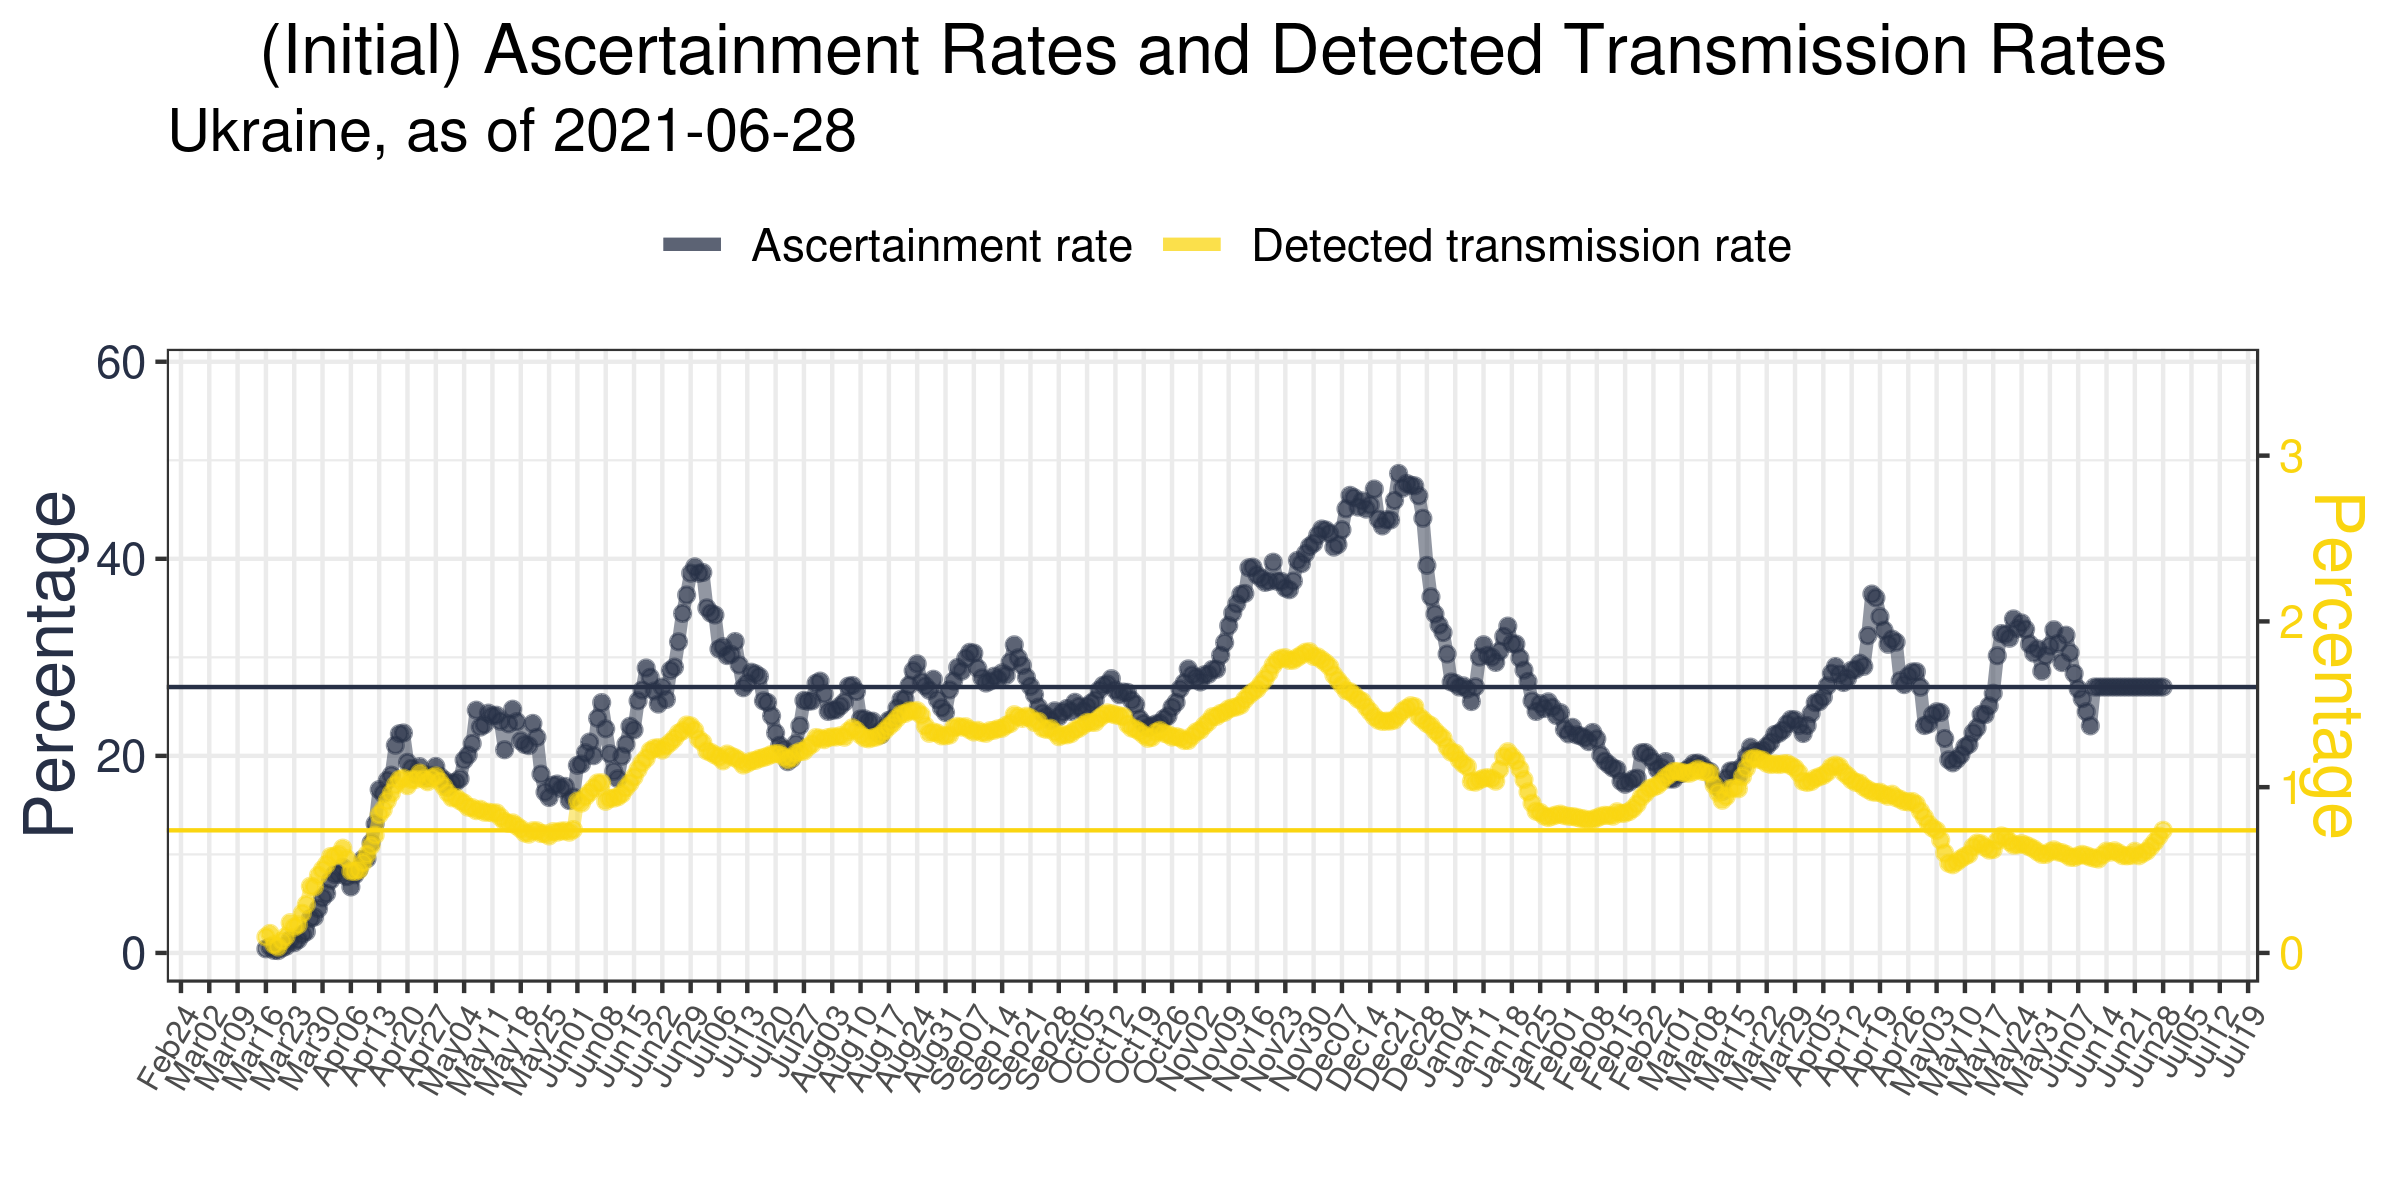 (Initial) Ascertainment Rates and Detected Transmission Rates
Ukraine, as of 2021-06-28
Ascertainment rate
Detected transmission rate
Percentage
60
40
20
0
3
2
1
0
Percentage
Feb24
Mar02
Mar09
Mar16
Mar23
Mar30
Apr06
Apr13
Apr20
Apr27
May04
May11
May18
May25
Jun01
Jun08
Jun15
Jun22
Jun29
Jul06
Jul13
Jul20
Jul27
Aug03
Aug10
Aug17
Aug24
Aug31
Sep07
Sep14
Sep21
Sep28
Oct05
Oct12
Oct19
Oct26
Nov02
Nov09
Nov16
Nov23
Nov30
Dec07
Dec14
Dec21
Dec28
Jan04
Jan11
Jan18
Jan25
Feb01
Feb08
Feb15
Feb22
Mar01
Mar08
Mar15
Mar22
Mar29
Apr05
Apr12
Apr19
Apr26
May03
May10
May17
May24
May31
Jun07
Jun14
Jun21
Jun28
Jul05
Jul12
Jul19